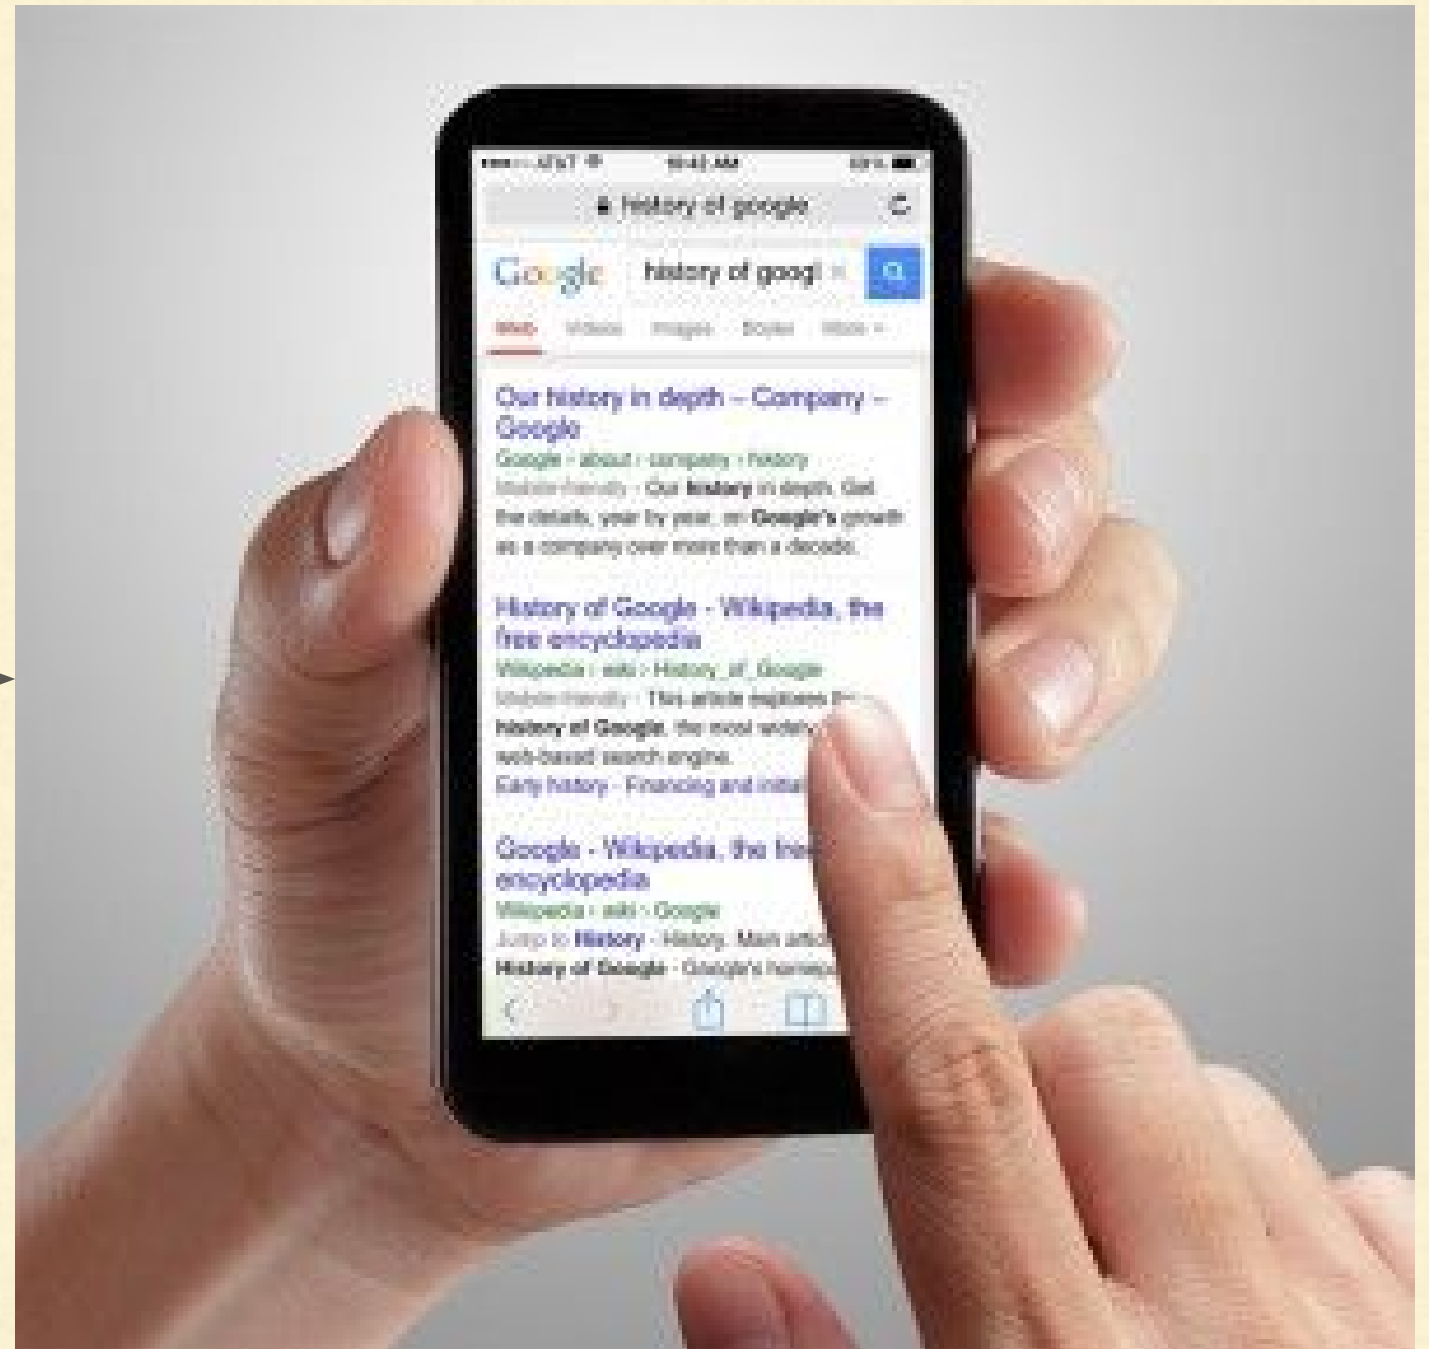 AT&T 10:42 AM
history of google
Google history of googl ×
Web Videos Images Books More
Our history in depth – Company –
Google
Google › about › company › history
Mobile-friendly - Our history in depth. Get
the details, year by year, on Google's growth
as a company over more than a decade.
History of Google - Wikipedia, the
free encyclopedia
Wikipedia › wiki › History_of_Google
Mobile-friendly - This article explores
history of Google, the most widely
web-based search engine.
Early history - Financing and initial
Google - Wikipedia, the free
encyclopedia
Wikipedia › wiki › Google
Jump to History - History. Main
History of Google - Google's